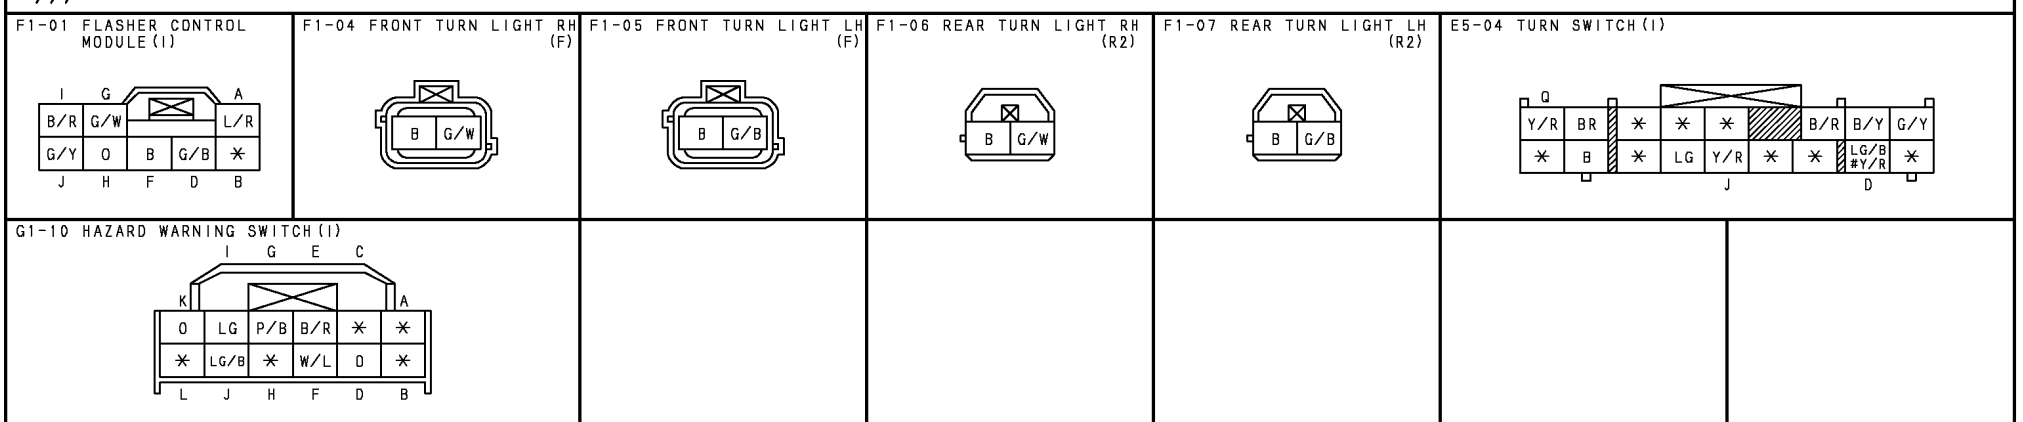 F1-01 FLASHER CONTROL
MODULE(I)
I G A
B/R G/W L/R
G/Y O B G/B *
J H F D B
F1-04 FRONT TURN LIGHT RH
(F)
B G/W
F1-05 FRONT TURN LIGHT LH
(F)
B G/B
F1-06 REAR TURN LIGHT RH
(R2)
B G/W
F1-07 REAR TURN LIGHT LH
(R2)
B G/B
E5-04 TURN SWITCH(I)
Q
Y/R BR * * * B/R B/Y G/Y
* B * LG Y/R * * LG/B *
#Y/R
J D
G1-10 HAZARD WARNING SWITCH(I)
I G E C
K A
O LG P/B B/R * *
* LG/B * W/L O *
L J H F D B